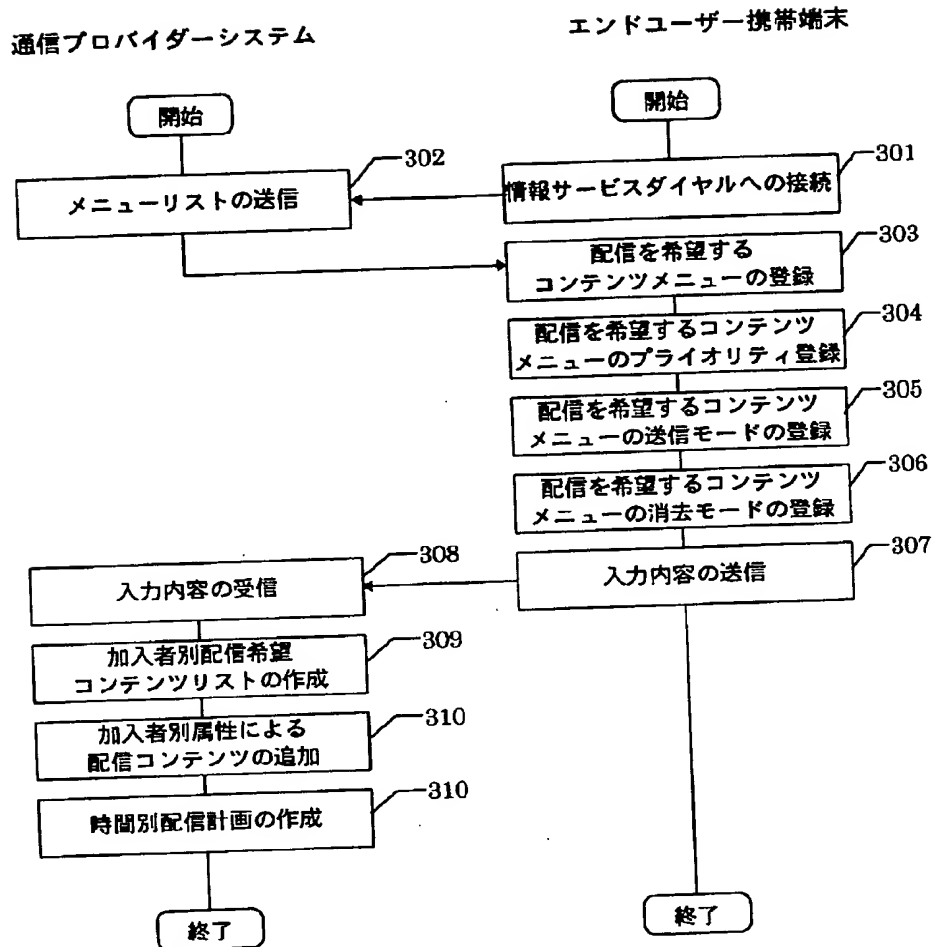 通信プロバイダーシステム
エンドユーザー携帯端末
開始
開始
302
301
メニューリストの送信
情報サービスダイヤルへの接続
303
配信を希望する
コンテンツメニューの登録
304
配信を希望するコンテンツ
メニューのプライオリティ登録
305
配信を希望するコンテンツ
メニューの送信モードの登録
306
配信を希望するコンテンツ
メニューの消去モードの登録
307
入力内容の送信
308
入力内容の受信
309
加入者別配信希望
コンテンツリストの作成
310
加入者別属性による
配信コンテンツの追加
310
時間別配信計画の作成
終了
終了